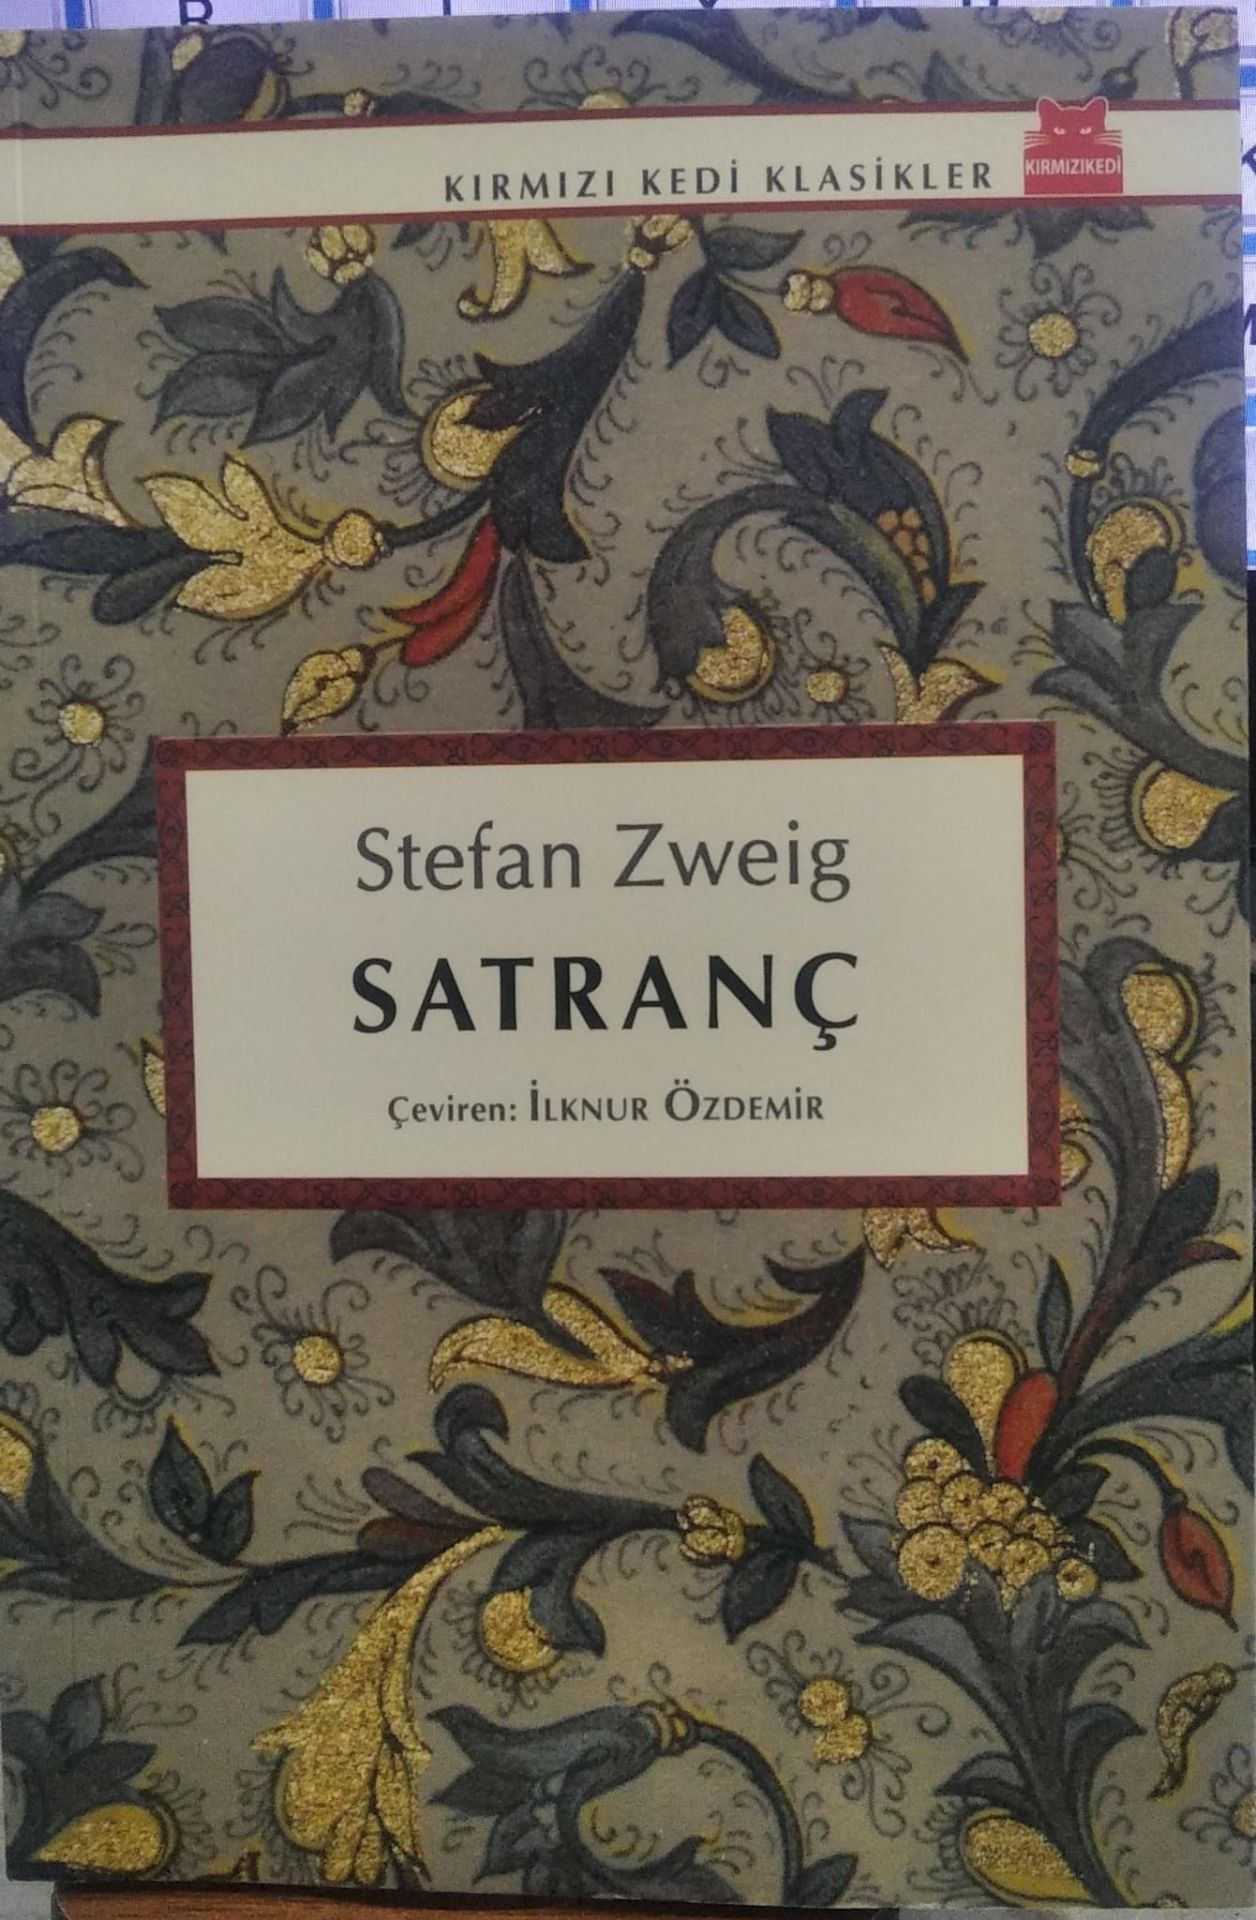 KIRMIZI KEDİ KLASİKLER
KIRMIZIKEDİ
Stefan Zweig
SATRANÇ
Çeviren: İLKNUR ÖZDEMİR